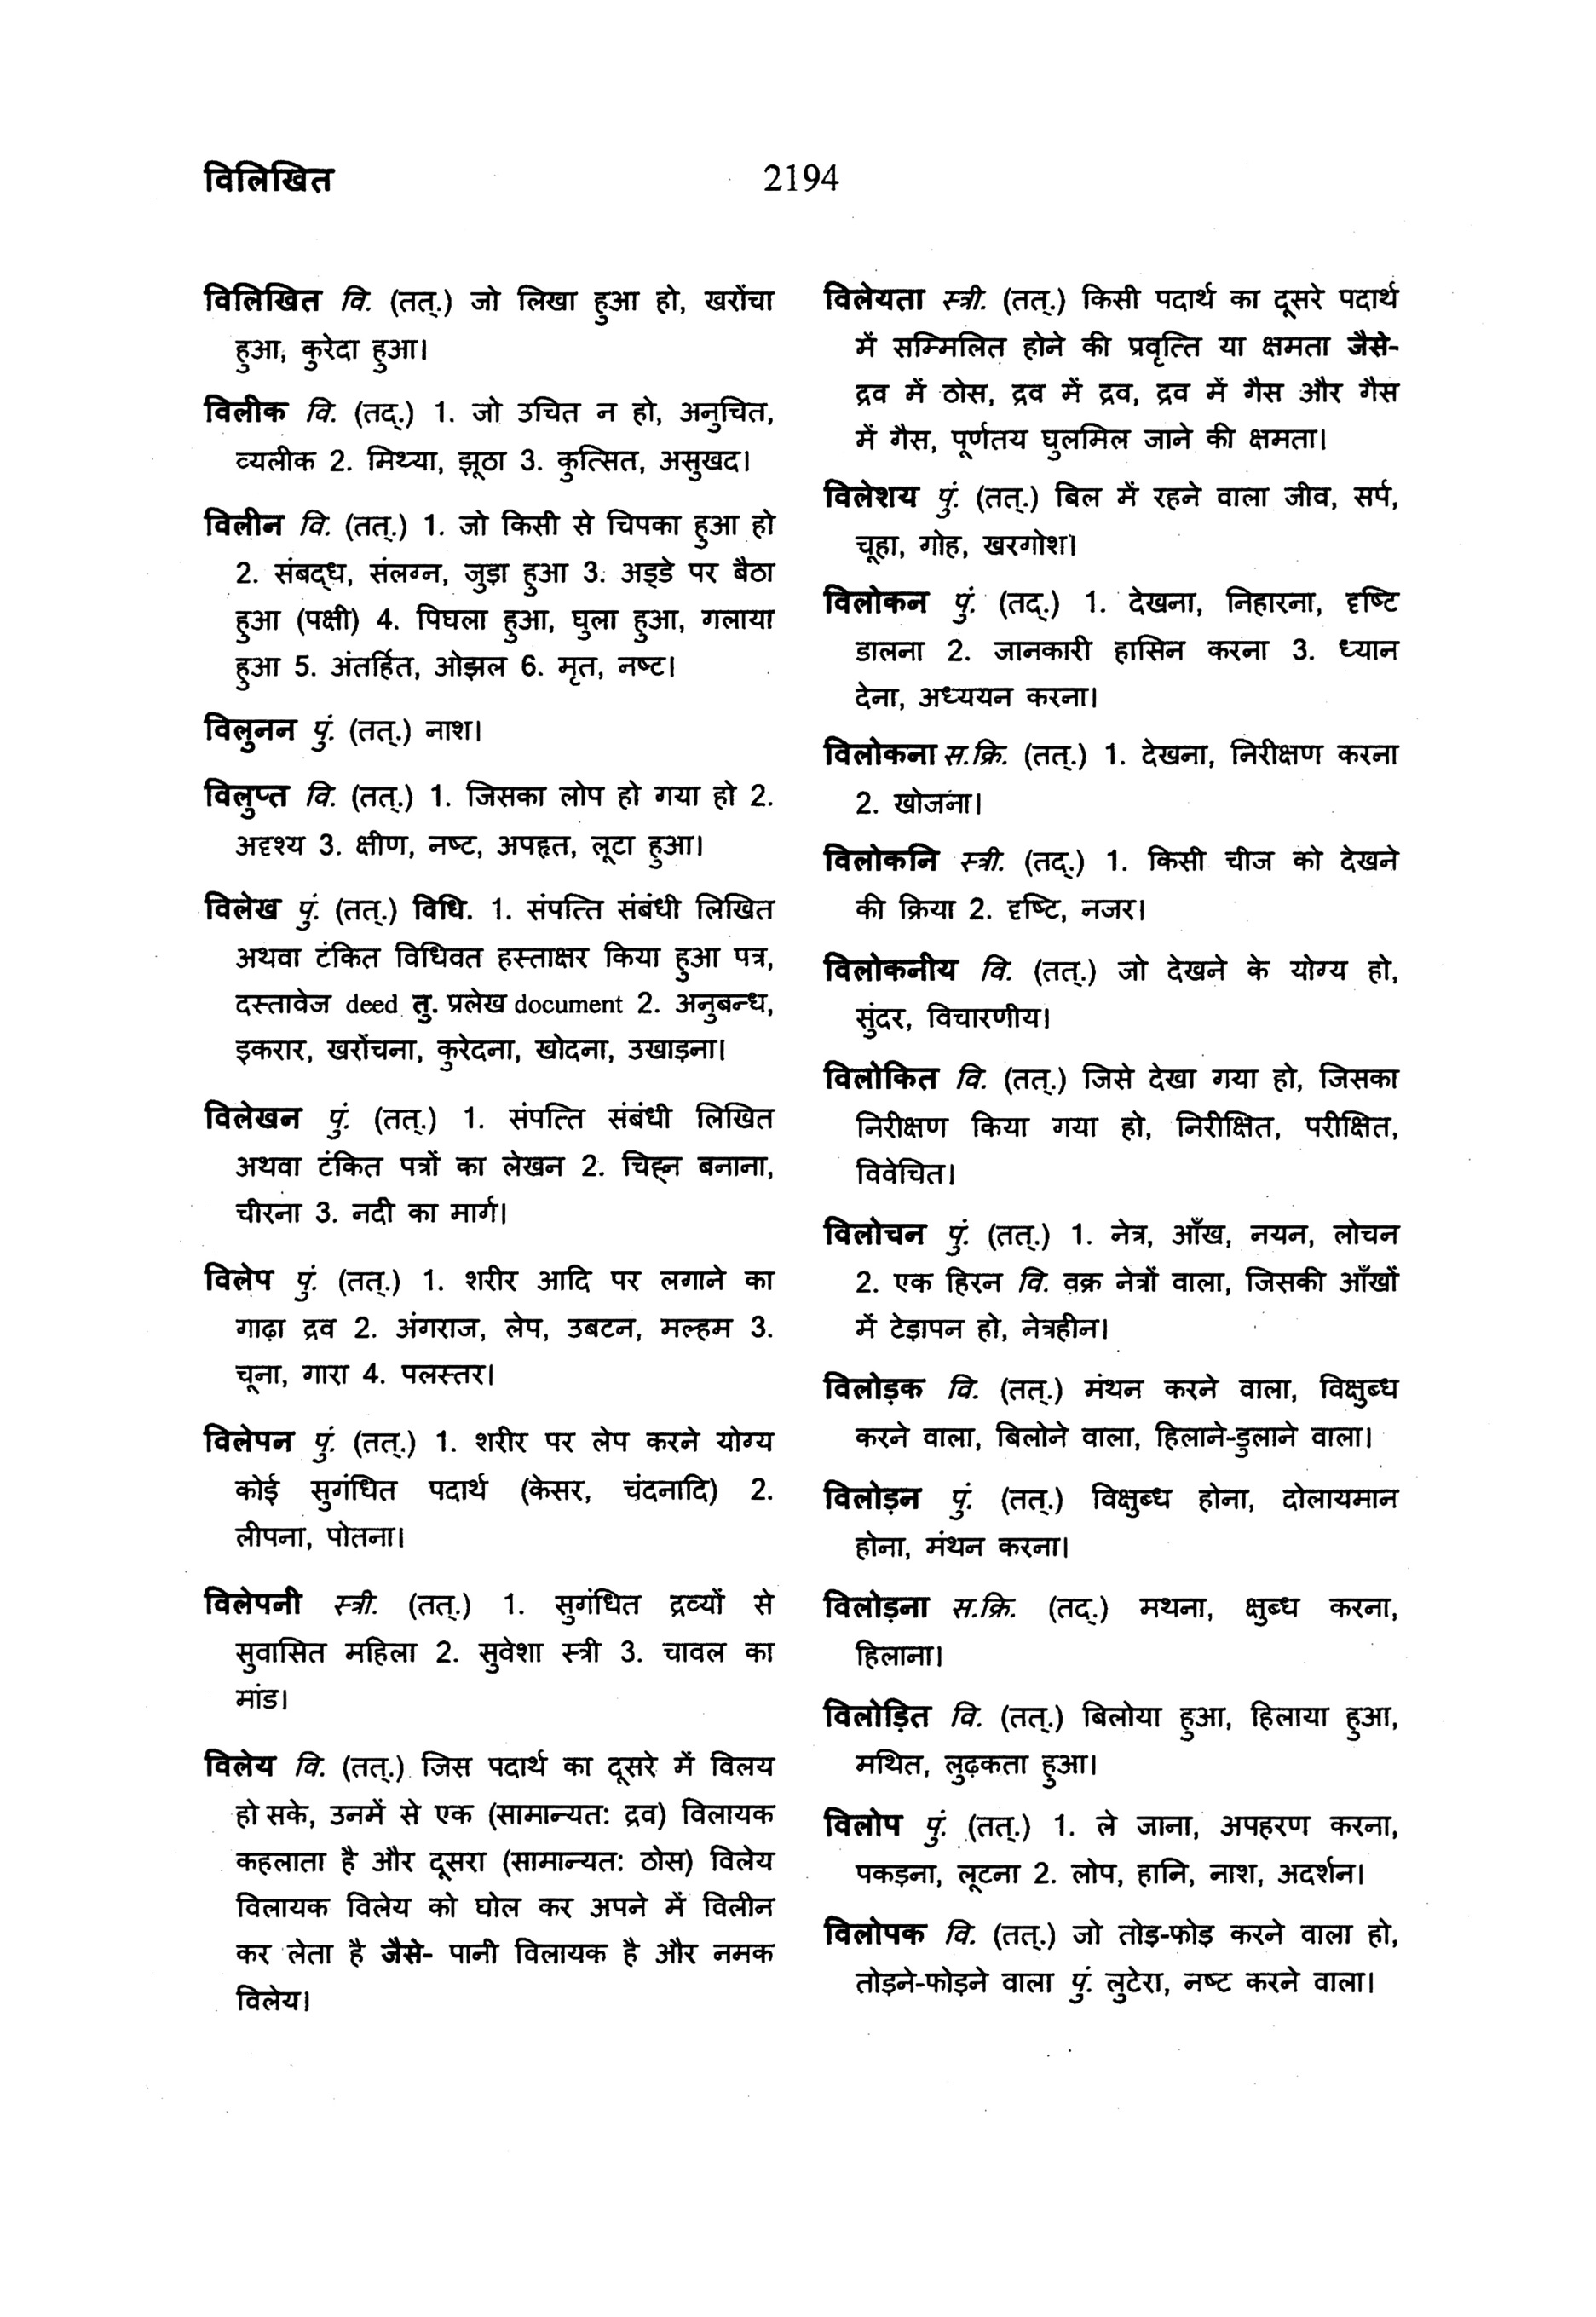 विलिखित
2194
विलिखित वि. (तत्.) जो लिखा हुआ हो, खरोंचा
हुआ, कुरेदा हुआ।
विलीक वि. (तद्.) 1. जो उचित न हो, अनुचित,
व्यलीक 2. मिथ्या, झूठा 3. कुत्सित, असुखद।
विलीन वि. (तत्.) 1. जो किसी से चिपका हुआ हो
2. संबद्ध, संलग्न, जुड़ा हुआ 3. अड्डे पर बैठा
हुआ (पक्षी) 4. पिघला हुआ, घुला हुआ, गलाया
हुआ 5. अंतर्हित, ओझल 6. मृत, नष्ट।
विलुनन पुं. (तत्.) नाश।
विलुप्त वि. (तत्.) 1. जिसका लोप हो गया हो 2.
अदृश्य 3. क्षीण, नष्ट, अपहृत, लूटा हुआ।
विलेख पुं. (तत्.) विधि. 1. संपत्ति संबंधी लिखित
अथवा टंकित विधिवत हस्ताक्षर किया हुआ पत्र,
दस्तावेज deed तु. प्रलेख document 2. अनुबन्ध,
इकरार, खरोंचना, कुरेदना, खोदना, उखाड़ना।
विलेखन पुं. (तत्.) 1. संपत्ति संबंधी लिखित
अथवा टंकित पत्रों का लेखन 2. चिह्न बनाना,
चीरना 3. नदी का मार्ग।
विलेप पुं. (तत्.) 1. शरीर आदि पर लगाने का
गाढ़ा द्रव 2. अंगराज, लेप, उबटन, मल्हम 3.
चूना, गारा 4. पलस्तर।
विलेपन पुं. (तत्.) 1. शरीर पर लेप करने योग्य
कोई सुगंधित पदार्थ (केसर, चंदनादि) 2.
लीपना, पोतना।
विलेपनी स्त्री. (तत्.) 1. सुगंधित द्रव्यों से
सुवासित महिला 2. सुवेशा स्त्री 3. चावल का
मांड।
विलेय वि. (तत्.) जिस पदार्थ का दूसरे में विलय
हो सके, उनमें से एक (सामान्यतः द्रव) विलायक
कहलाता है और दूसरा (सामान्यतः ठोस) विलेय
विलायक विलेय को घोल कर अपने में विलीन
कर लेता है जैसे- पानी विलायक है और नमक
विलेय।
विलेयता स्त्री. (तत्.) किसी पदार्थ का दूसरे पदार्थ
में सम्मिलित होने की प्रवृत्ति या क्षमता जैसे-
द्रव में ठोस, द्रव में द्रव, द्रव में गैस और गैस
में गैस, पूर्णतय घुलमिल जाने की क्षमता।
विलेशय पुं. (तत्.) बिल में रहने वाला जीव, सर्प,
चूहा, गोह, खरगोश।
विलोकन पुं. (तद्.) 1. देखना, निहारना, दृष्टि
डालना 2. जानकारी हासिन करना 3. ध्यान
देना, अध्ययन करना।
विलोकना स.क्रि. (तत्.) 1. देखना, निरीक्षण करना
2. खोजना।
विलोकनि स्त्री. (तद्.) 1. किसी चीज को देखने
की क्रिया 2. दृष्टि, नजर।
विलोकनीय वि. (तत्.) जो देखने के योग्य हो,
सुंदर, विचारणीय।
विलोकित वि. (तत्.) जिसे देखा गया हो, जिसका
निरीक्षण किया गया हो, निरीक्षित, परीक्षित,
विवेचित।
विलोचन पुं. (तत्.) 1. नेत्र, आँख, नयन, लोचन
2. एक हिरन वि. वक्र नेत्रों वाला, जिसकी आँखों
में टेड़ापन हो, नेत्रहीन।
विलोड़क वि. (तत्.) मंथन करने वाला, विक्षुब्ध
करने वाला, बिलोने वाला, हिलाने-डुलाने वाला।
विलोड़न पुं. (तत्.) विक्षुब्ध होना, दोलायमान
होना, मंथन करना।
विलोड़ना स.क्रि. (तद्.) मथना, क्षुब्ध करना,
हिलाना।
विलोड़ित वि. (तत्.) बिलोया हुआ, हिलाया हुआ,
मथित, लुढ़कता हुआ।
विलोप पुं. (तत्.) 1. ले जाना, अपहरण करना,
पकड़ना, लूटना 2. लोप, हानि, नाश, अदर्शन।
विलोपक वि. (तत्.) जो तोड़-फोड़ करने वाला हो,
तोड़ने-फोड़ने वाला पुं. लुटेरा, नष्ट करने वाला।